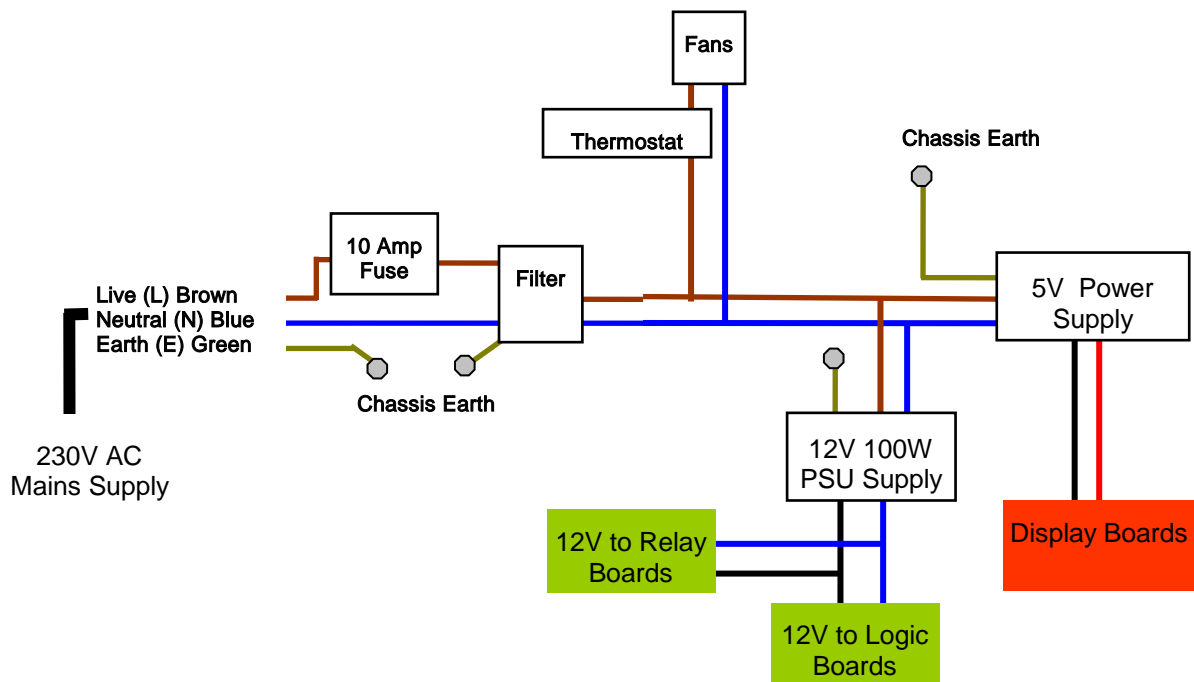 Fans
Thermostat
Chassis Earth
10 Amp
Fuse
Filter
Live (L) Brown
Neutral (N) Blue
Earth (E) Green
5V  Power
Supply
Chassis Earth
230V AC
Mains Supply
12V 100W
PSU Supply
12V to Relay
Boards
Display Boards
12V to Logic
Boards